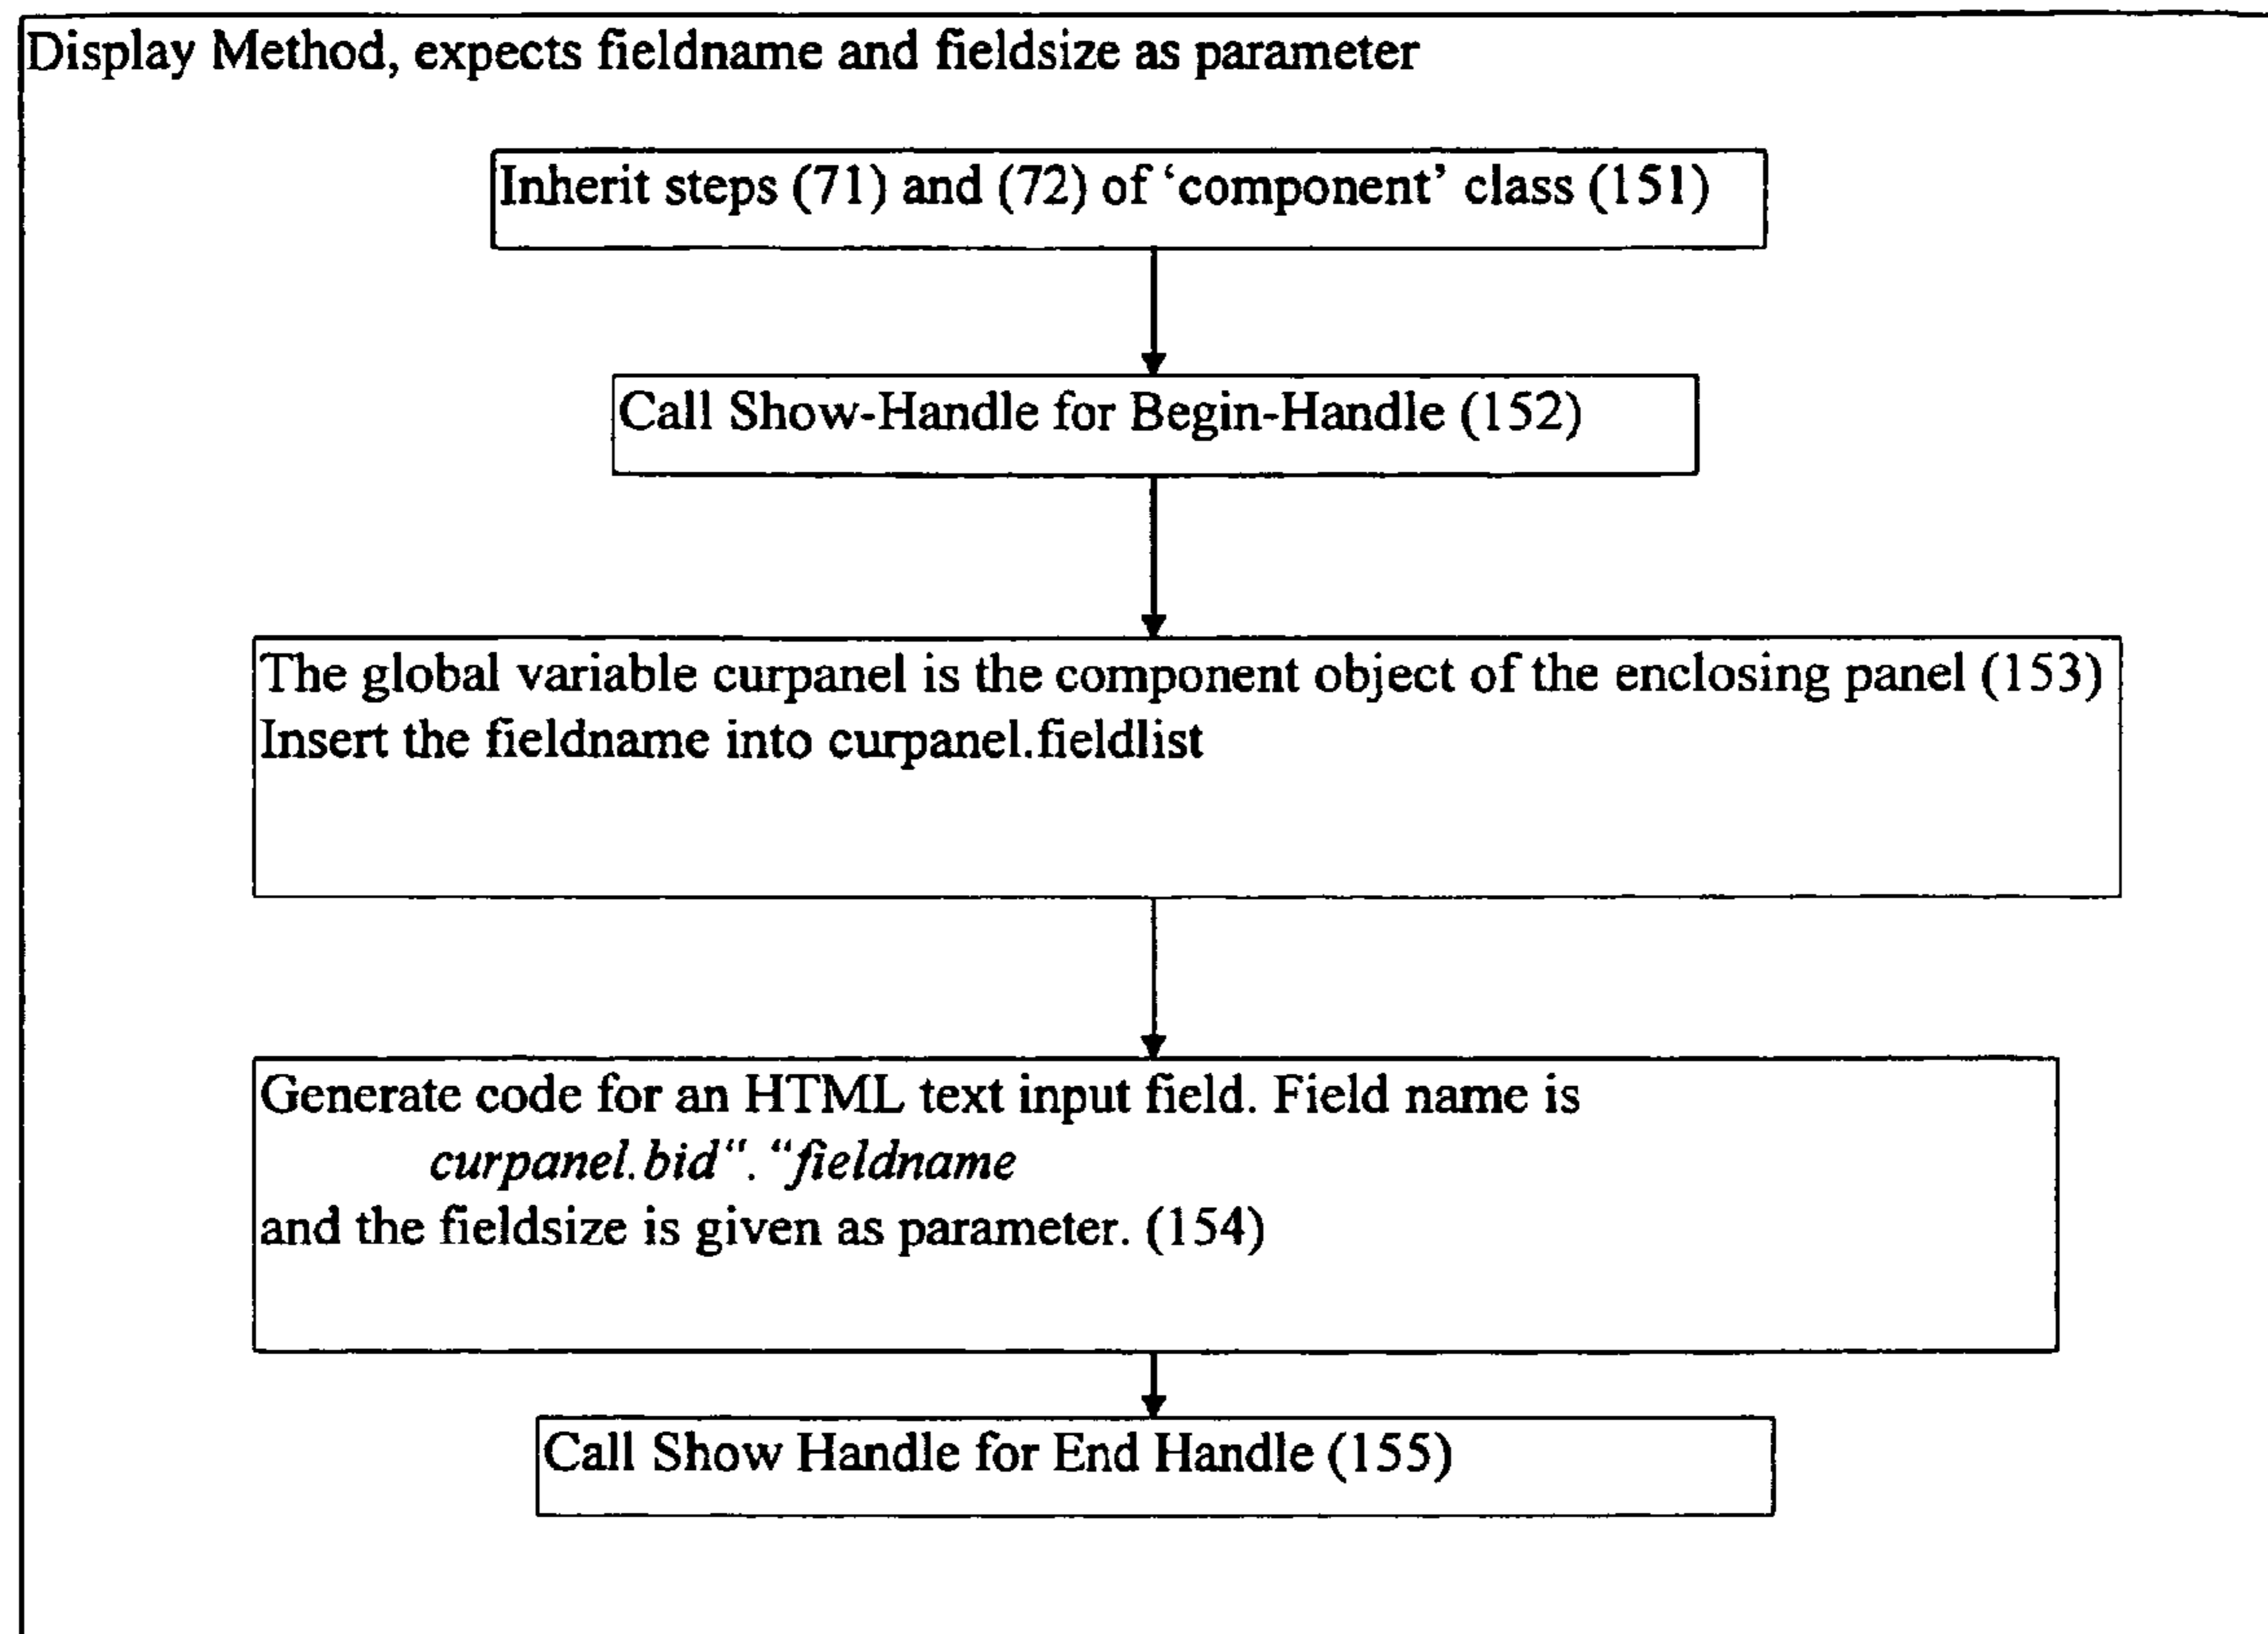 Display Method, expects fieldname and fieldsize as parameter
Inherit steps (71) and (72) of ‘component’ class (151)
Call Show-Handle for Begin-Handle (152)
The global variable curpanel is the component object of the enclosing panel (153)
Insert the fieldname into curpanel.fieldlist
Generate code for an HTML text input field. Field name is
curpanel.bid“. “fieldname
and the fieldsize is given as parameter. (154)
Call Show Handle for End Handle (155)